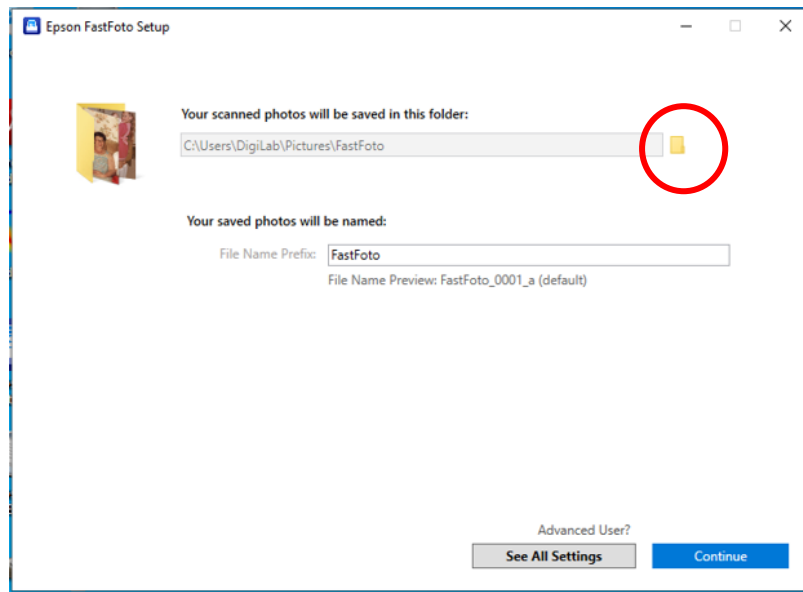 Epson FastFoto Setup
Your scanned photos will be saved in this folder:
C:\Users\DigiLab\Pictures\FastFoto
Your saved photos will be named:
File Name Prefix: FastFoto
File Name Preview: FastFoto_0001_a (default)
Advanced User?
See All Settings Continue